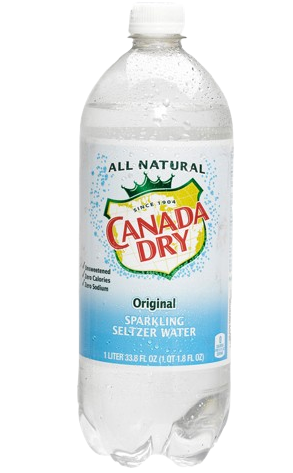 ALL NATURAL
SINCE 1904
CANADA
DRY
Unsweetened
Zero Calories
Zero Sodium
Original
SPARKLING
SELTZER WATER
1 LITER 33.8 FL OZ (1 QT 1.8 FL OZ)
0